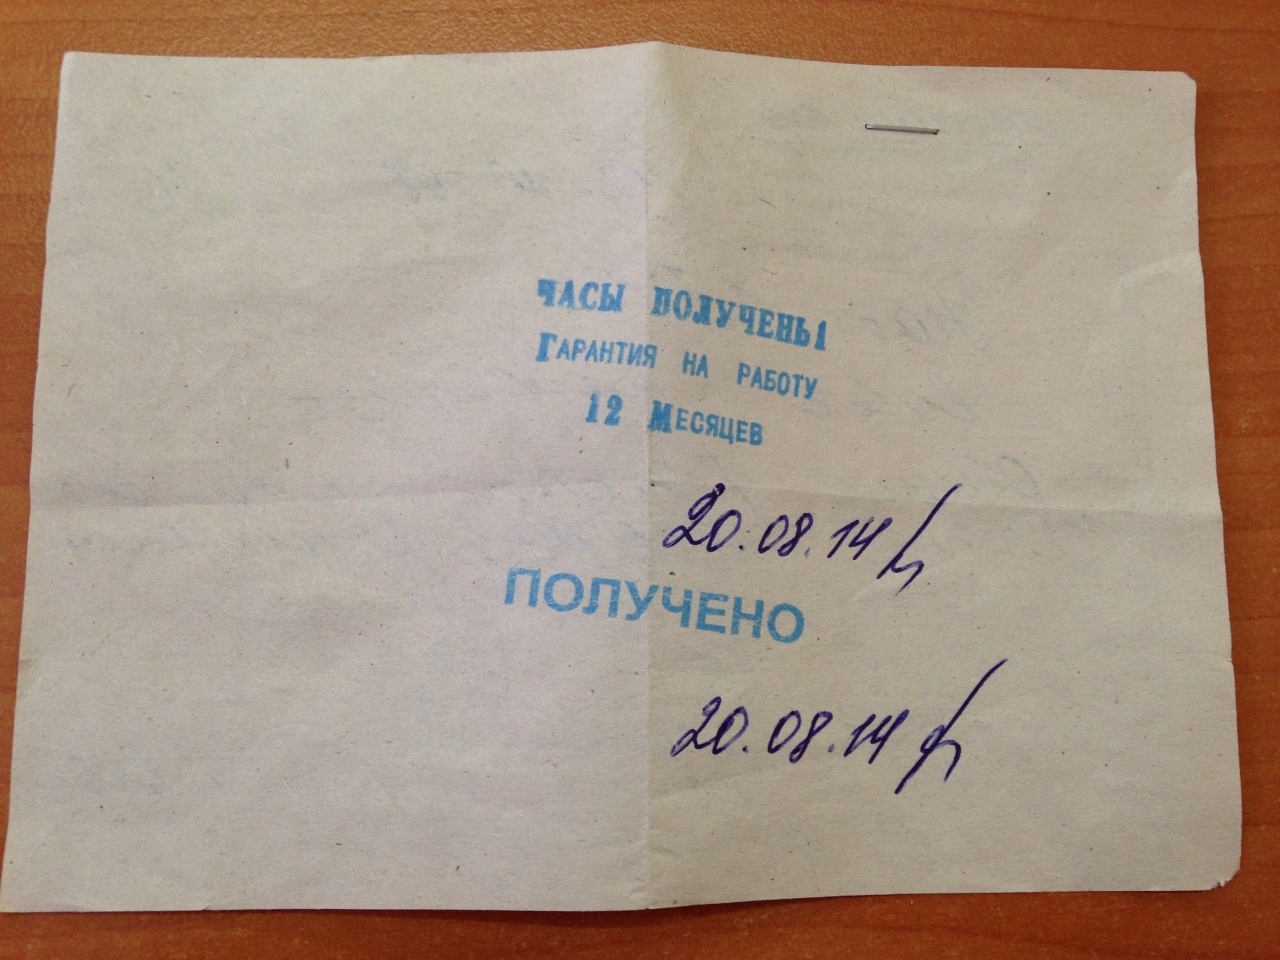 ЧАСЫ ПОЛУЧЕНЫ
ГАРАНТИЯ НА РАБОТУ
12 МЕСЯЦЕВ
20.08.14
ПОЛУЧЕНО
20.08.14